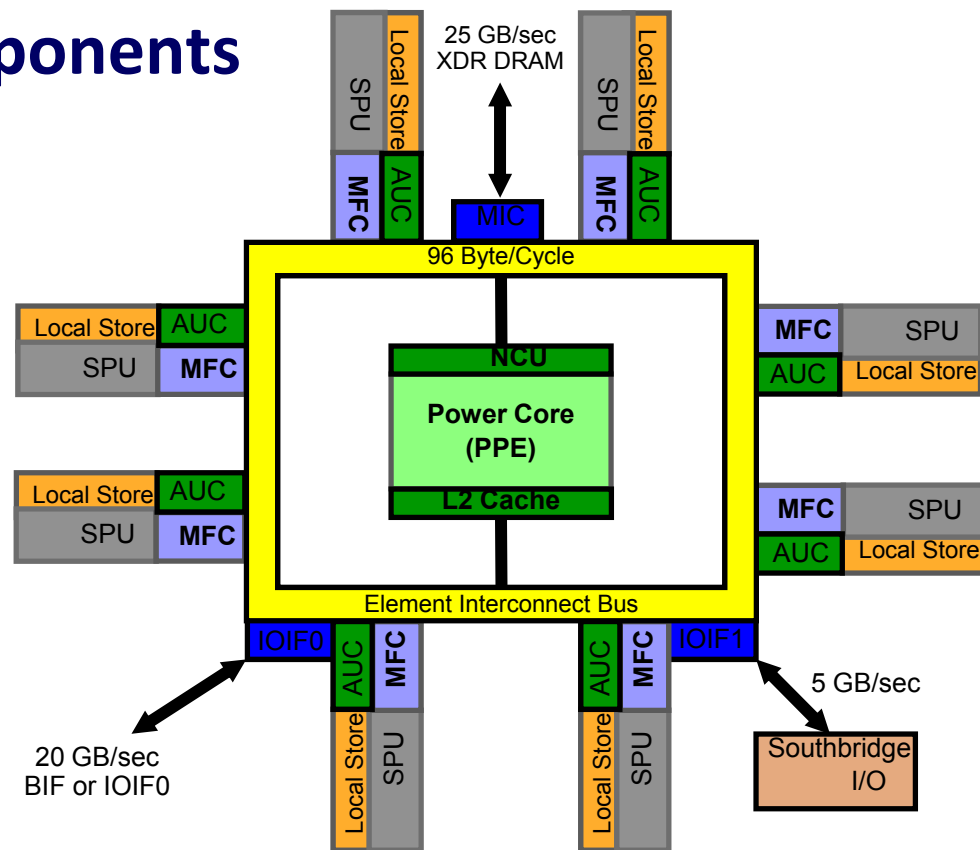 ponents
25 GB/sec
XDR DRAM
SPU
Local Store
MFC
AUC
SPU
Local Store
MFC
AUC
MIC
96 Byte/Cycle
Local Store
AUC
SPU
MFC
MFC
SPU
AUC
Local Store
NCU
Power Core
(PPE)
L2 Cache
Local Store
AUC
SPU
MFC
MFC
SPU
AUC
Local Store
Element Interconnect Bus
IOIF0
AUC
MFC
Local Store
SPU
AUC
MFC
Local Store
SPU
IOIF1
5 GB/sec
20 GB/sec
BIF or IOIF0
Southbridge
I/O